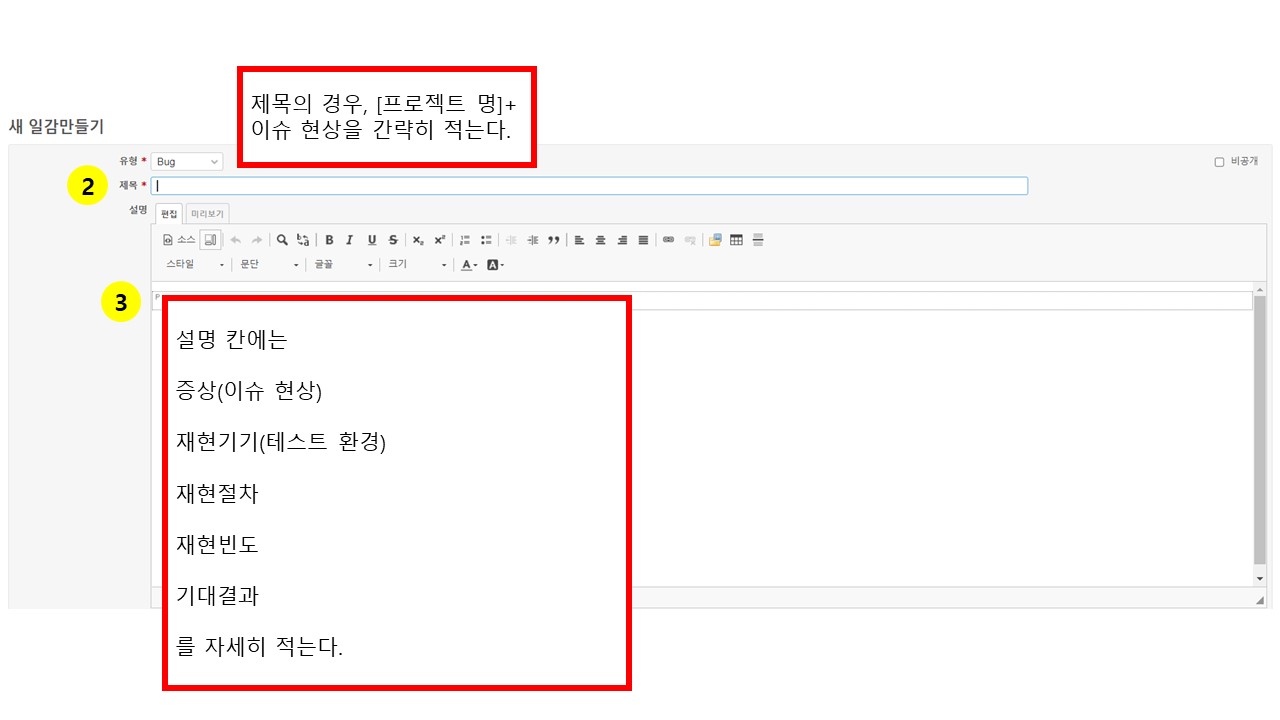 제목의 경우, [프로젝트 명]+
이슈 현상을 간략히 적는다.
새 일감만들기
유형 * Bug
비공개
2
제목 *
설명 편집 미리보기
소스 B I U S x₂ x²
스타일 문단 글꼴 크기 A A
3
P
설명 칸에는
증상(이슈 현상)
재현기기(테스트 환경)
재현절차
재현빈도
기대결과
를 자세히 적는다.